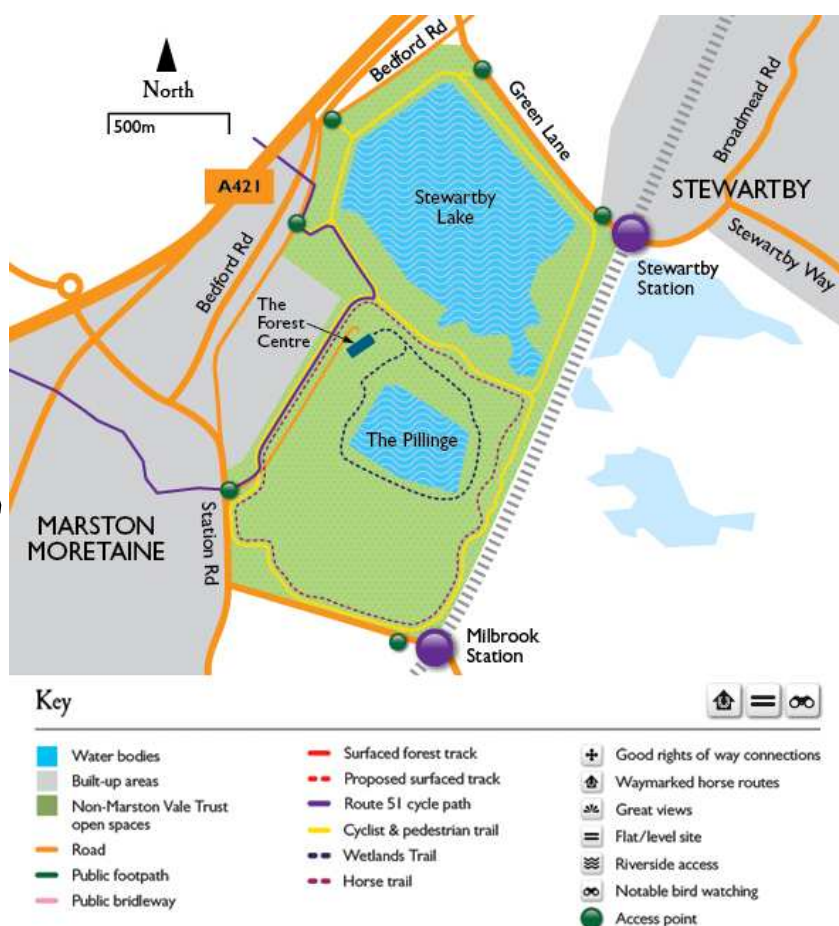 North
500m
A421
Bedford Rd
Green Lane
Broadmead Rd
STEWARTBY
Stewartby Way
Stewartby
Lake
Stewartby
Station
Bedford Rd
The
Forest
Centre
The Pillinge
MARSTON
MORETAINE
Station Rd
Milbrook
Station
Key
Water bodies
Built-up areas
Non-Marston Vale Trust
open spaces
Road
Public footpath
Public bridleway
Surfaced forest track
Proposed surfaced track
Route 51 cycle path
Cyclist & pedestrian trail
Wetlands Trail
Horse trail
Good rights of way connections
Waymarked horse routes
Great views
Flat/level site
Riverside access
Notable bird watching
Access point